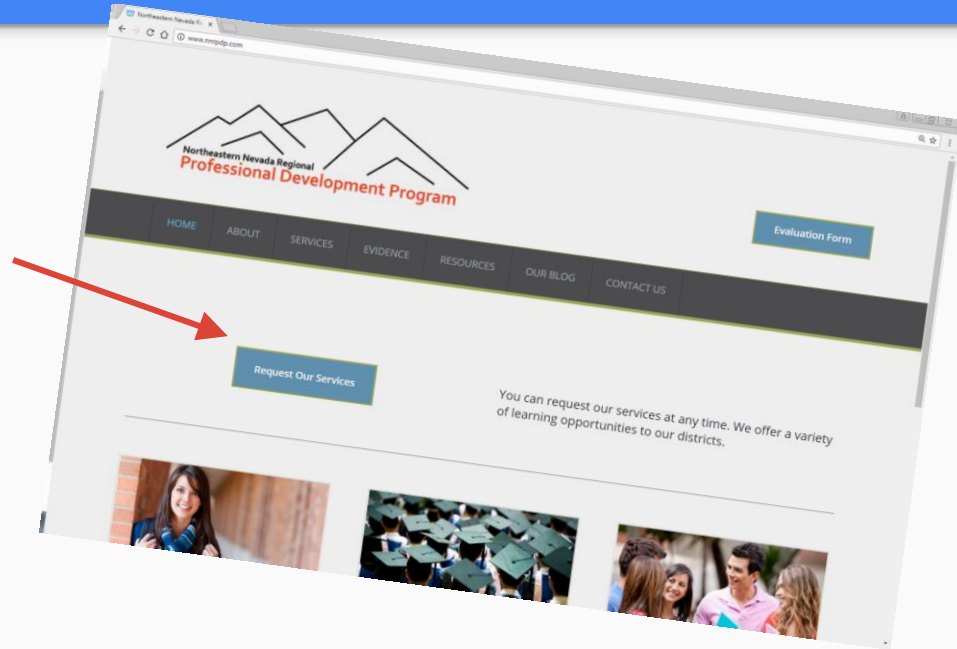 Northeastern Nevada Re
www.nnrpdp.com
Northeastern Nevada Regional
Professional Development Program
Evaluation Form
HOME
ABOUT
SERVICES
EVIDENCE
RESOURCES
OUR BLOG
CONTACT US
Request Our Services
You can request our services at any time. We offer a variety
of learning opportunities to our districts.